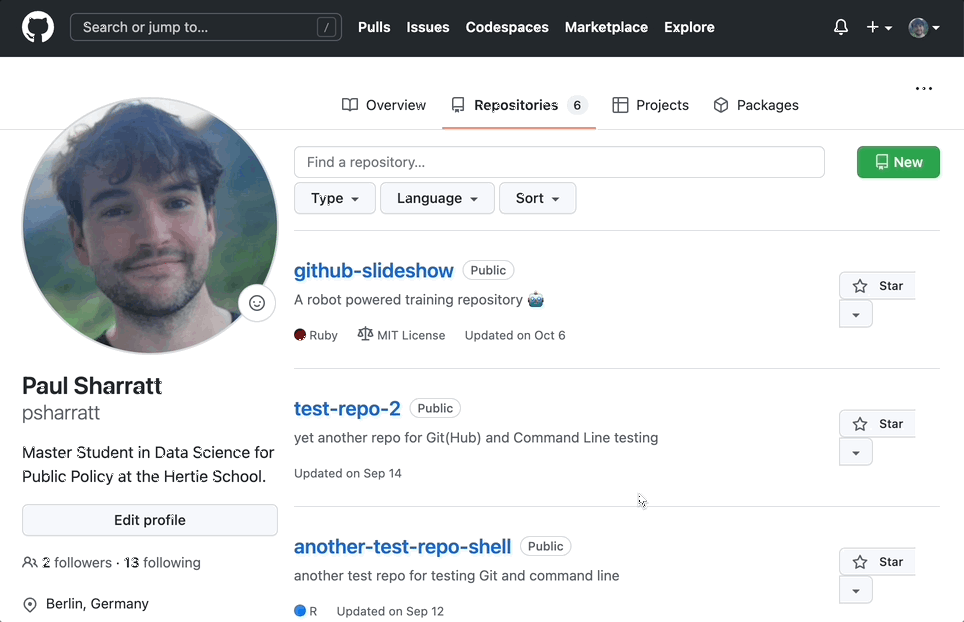 Search or jump to... / Pulls Issues Codespaces Marketplace Explore
Overview Repositories 6 Projects Packages
Find a repository... New
Type Language Sort
github-slideshow Public
A robot powered training repository
Star
Ruby MIT License Updated on Oct 6
test-repo-2 Public
yet another repo for Git(Hub) and Command Line testing
Star
Updated on Sep 14
another-test-repo-shell Public
another test repo for testing Git and command line
Star
R Updated on Sep 12
Paul Sharratt
psharratt
Master Student in Data Science for
Public Policy at the Hertie School.
Edit profile
2 followers · 13 following
Berlin, Germany